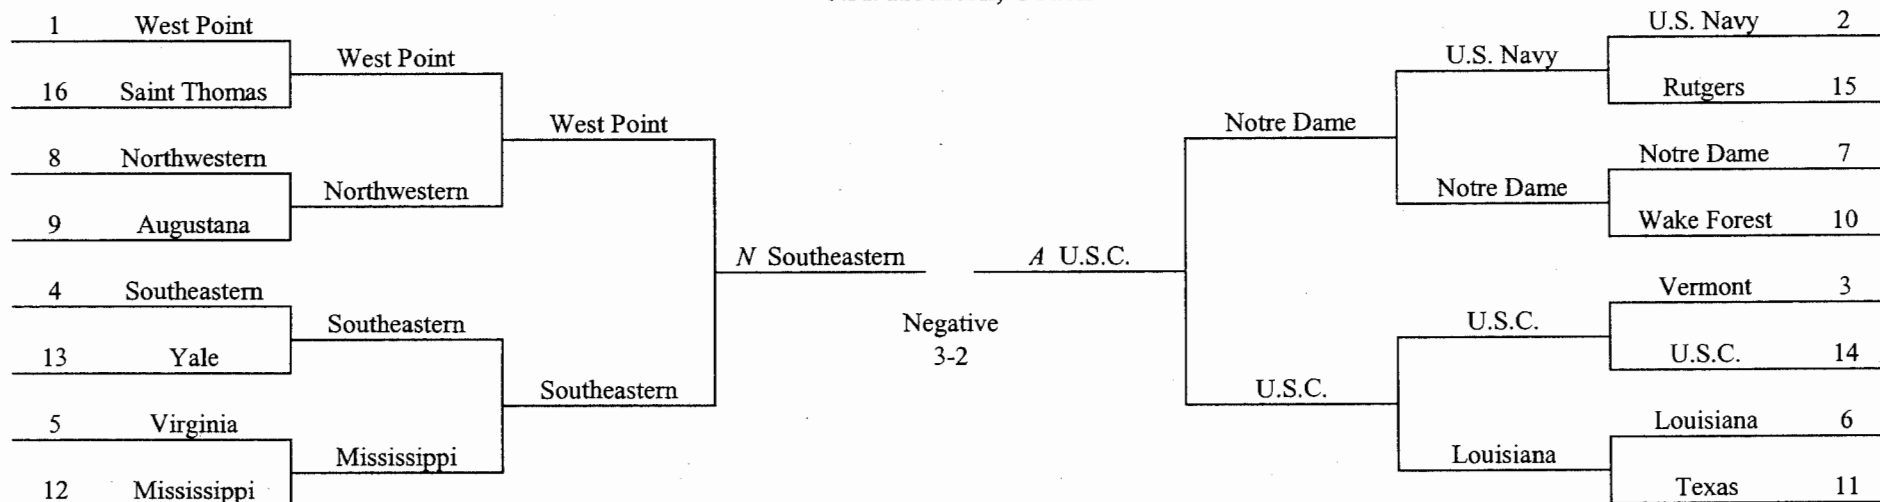 1 West Point
16 Saint Thomas
8 Northwestern
9 Augustana
4 Southeastern
13 Yale
5 Virginia
12 Mississippi
West Point
Northwestern
Southeastern
Mississippi
West Point
Southeastern
N Southeastern
Negative
3-2
A U.S.C.
Notre Dame
U.S.C.
U.S. Navy
Notre Dame
U.S.C.
Louisiana
U.S. Navy 2
Rutgers 15
Notre Dame 7
Wake Forest 10
Vermont 3
U.S.C. 14
Louisiana 6
Texas 11